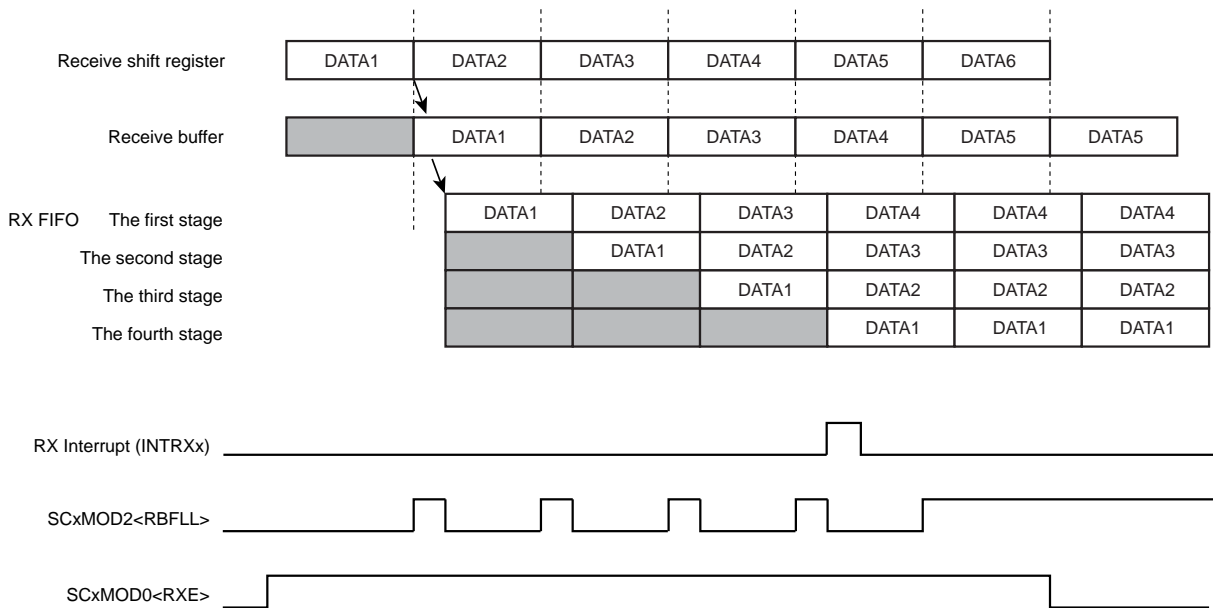 Receive shift register DATA1 DATA2 DATA3 DATA4 DATA5 DATA6
Receive buffer DATA1 DATA2 DATA3 DATA4 DATA5 DATA5
RX FIFO The first stage DATA1 DATA2 DATA3 DATA4 DATA4 DATA4
The second stage DATA1 DATA2 DATA3 DATA3 DATA3
The third stage DATA1 DATA2 DATA2 DATA2
The fourth stage DATA1 DATA1 DATA1
RX Interrupt (INTRXx)
SCxMOD2<RBFLL>
SCxMOD0<RXE>